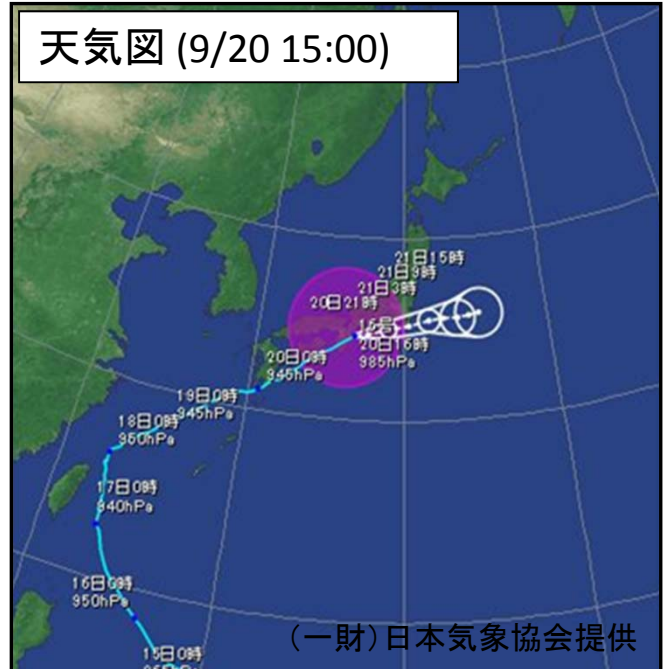 天気図 (9/20 15:00)
21日15時
21日9時
21日3時
20日21時
20日16時
985hPa
20日0時
945hPa
19日0時
945hPa
18日0時
950hPa
17日0時
940hPa
16日0時
950hPa
15日0時
(一財)日本気象協会提供